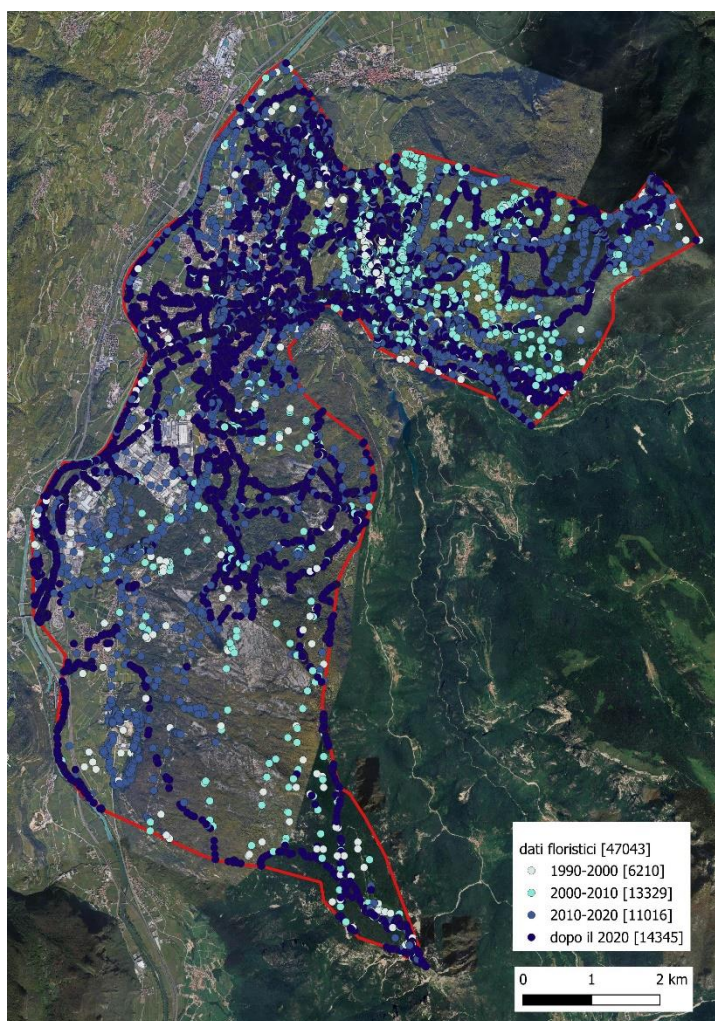 dati floristici [47043]
1990-2000 [6210]
2000-2010 [13329]
2010-2020 [11016]
dopo il 2020 [14345]
0 1 2 km